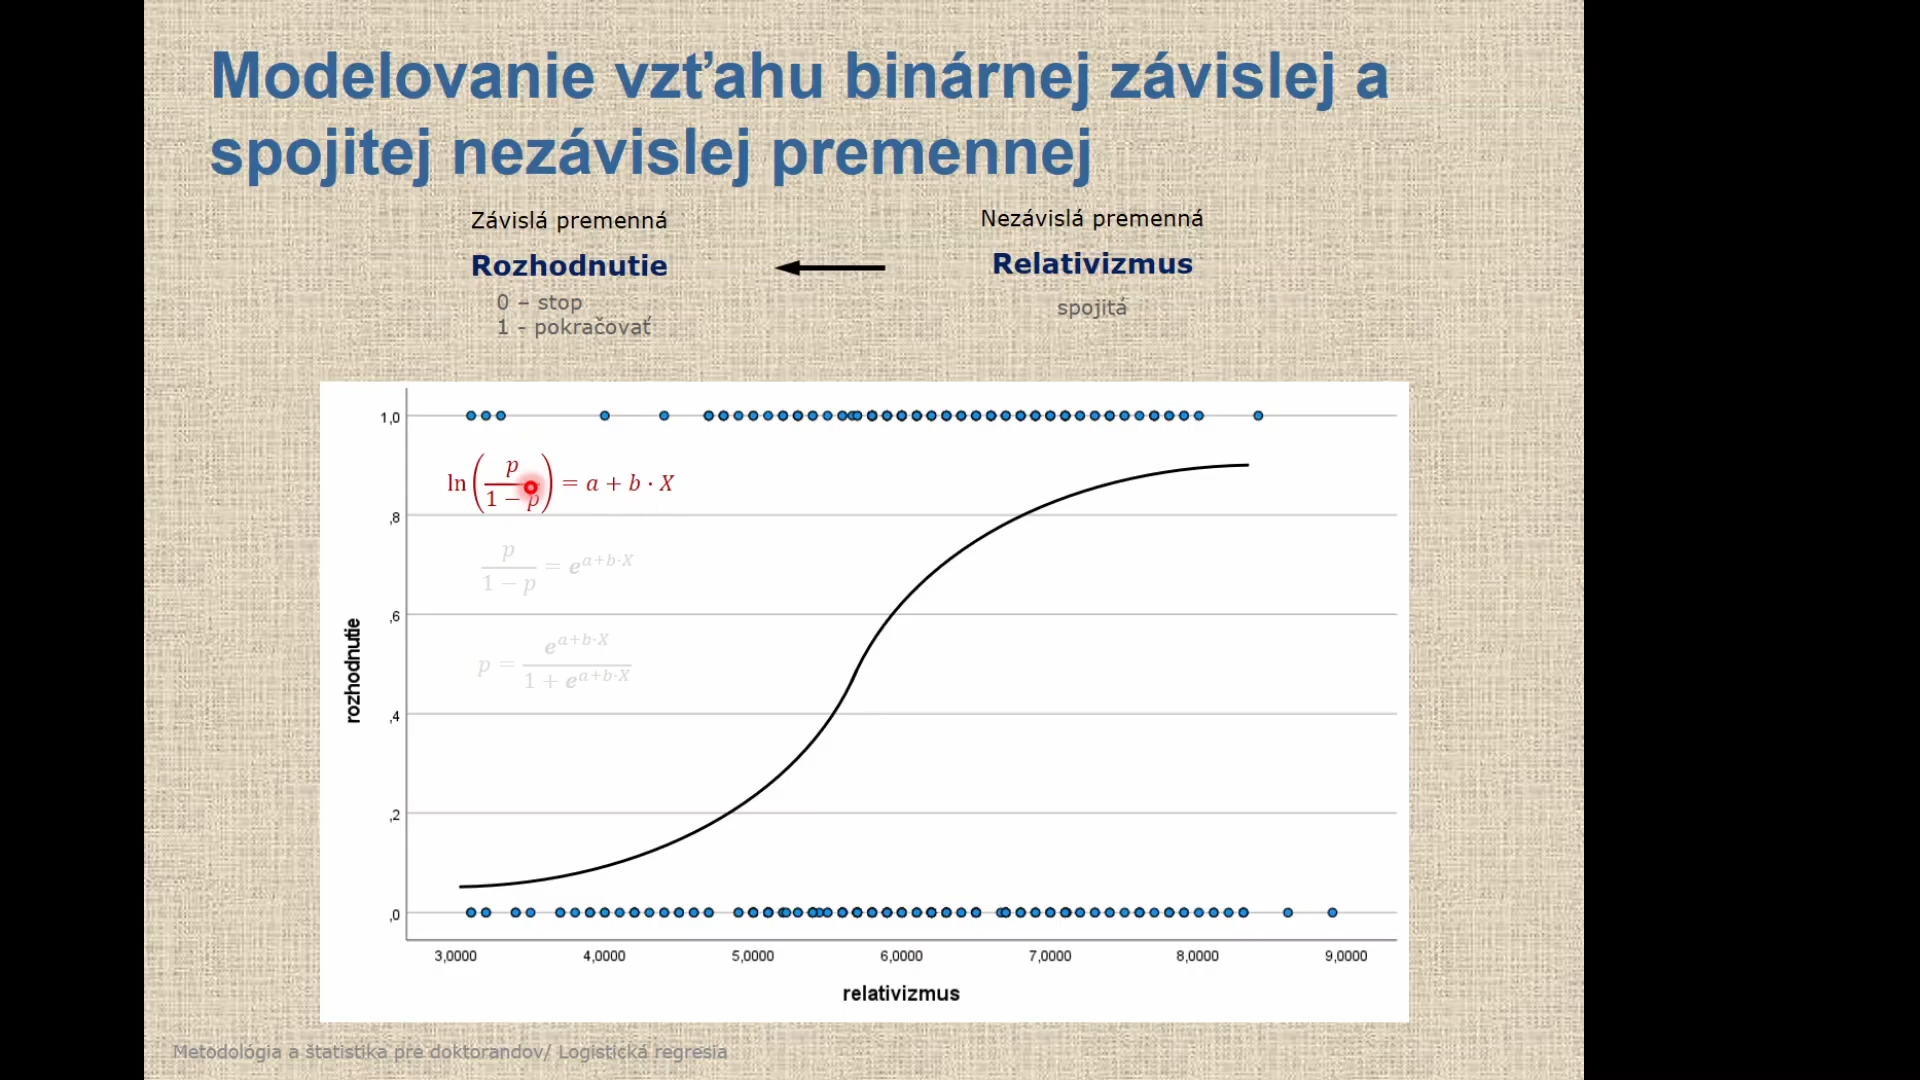 Modelovanie vzťahu binárnej závislej a
spojitej nezávislej premennej
Závislá premenná
Rozhodnutie
0 – stop
1 - pokračovať
Nezávislá premenná
Relativizmus
spojitá
1,0
ln(p/(1 − p)) = a + b · X
,8
p/(1 − p) = e^(a+b·X)
,6
p = e^(a+b·X)/(1 + e^(a+b·X))
rozhodnutie
,4
,2
,0
3,0000 4,0000 5,0000 6,0000 7,0000 8,0000 9,0000
relativizmus
Metodológia a štatistika pre doktorandov/ Logistická regresia